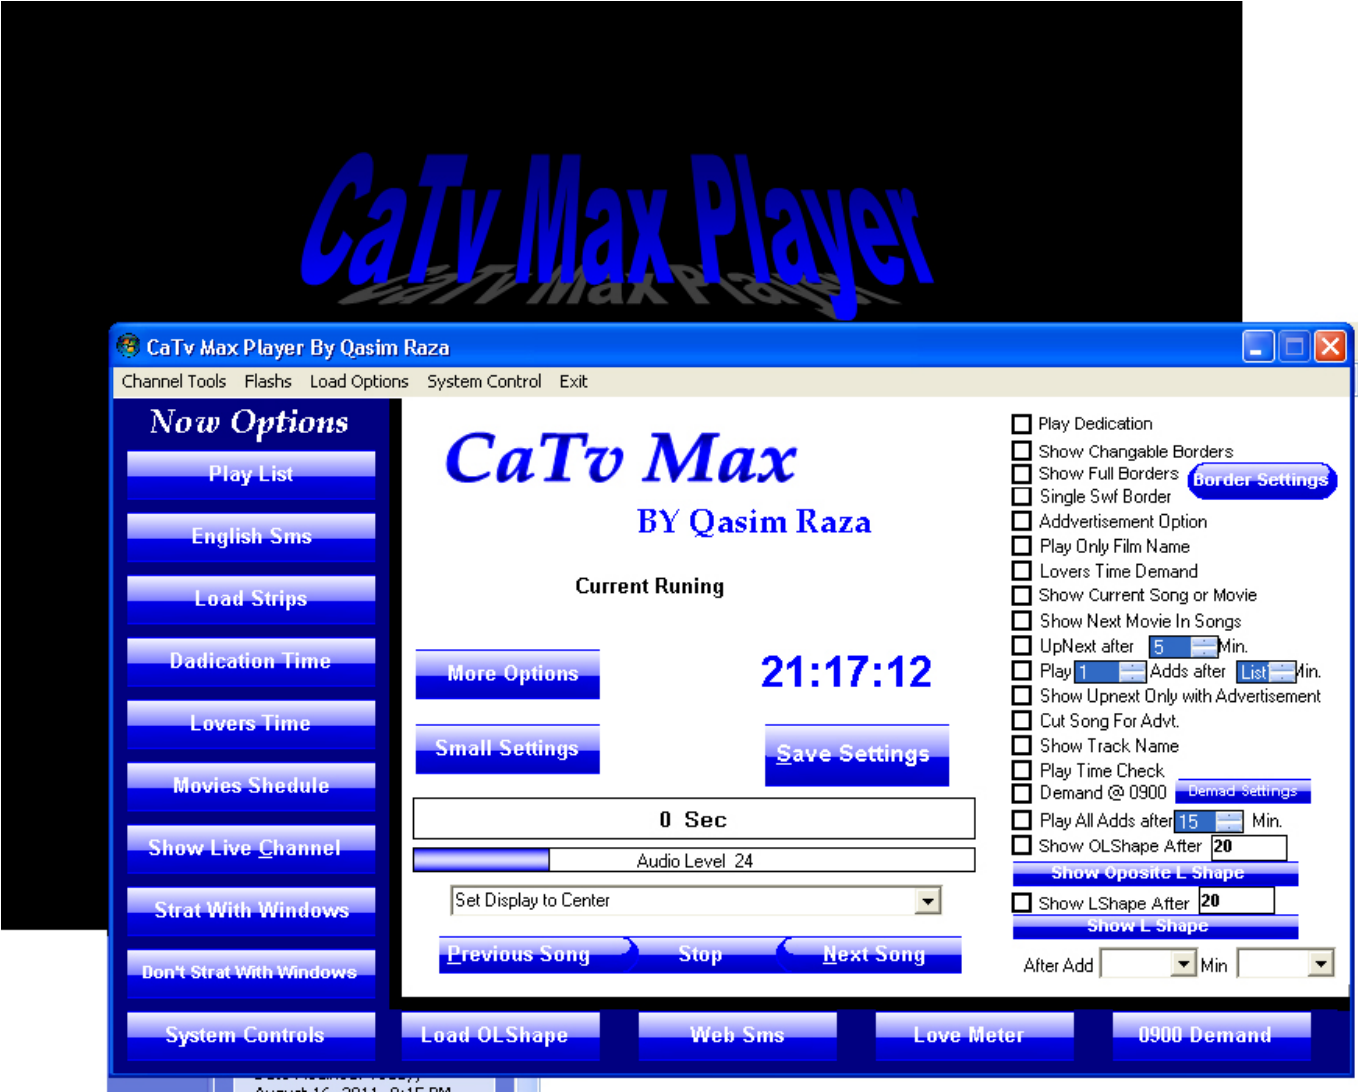 CaTv Max Player
CaTv Max Player
CaTv Max Player By Qasim Raza
Channel Tools Flashs Load Options System Control Exit
Now Options
Play List
English Sms
Load Strips
Dadication Time
Lovers Time
Movies Shedule
Show Live Channel
Strat With Windows
Don't Strat With Windows
CaTv Max
BY Qasim Raza
Current Runing
More Options
21:17:12
Small Settings
Save Settings
0 Sec
Audio Level 24
Set Display to Center
Previous Song Stop Next Song
Play Dedication
Show Changable Borders
Show Full Borders
Border Settings
Single Swf Border
Addvertisement Option
Play Only Film Name
Lovers Time Demand
Show Current Song or Movie
Show Next Movie In Songs
UpNext after 5 Min.
Play 1 Adds after List Min.
Show Upnext Only with Advertisement
Cut Song For Advt.
Show Track Name
Play Time Check
Demand @ 0900 Demad Settings
Play All Adds after 15 Min.
Show OLShape After 20
Show Oposite L Shape
Show LShape After 20
Show L Shape
After Add Min
System Controls Load OLShape Web Sms Love Meter 0900 Demand